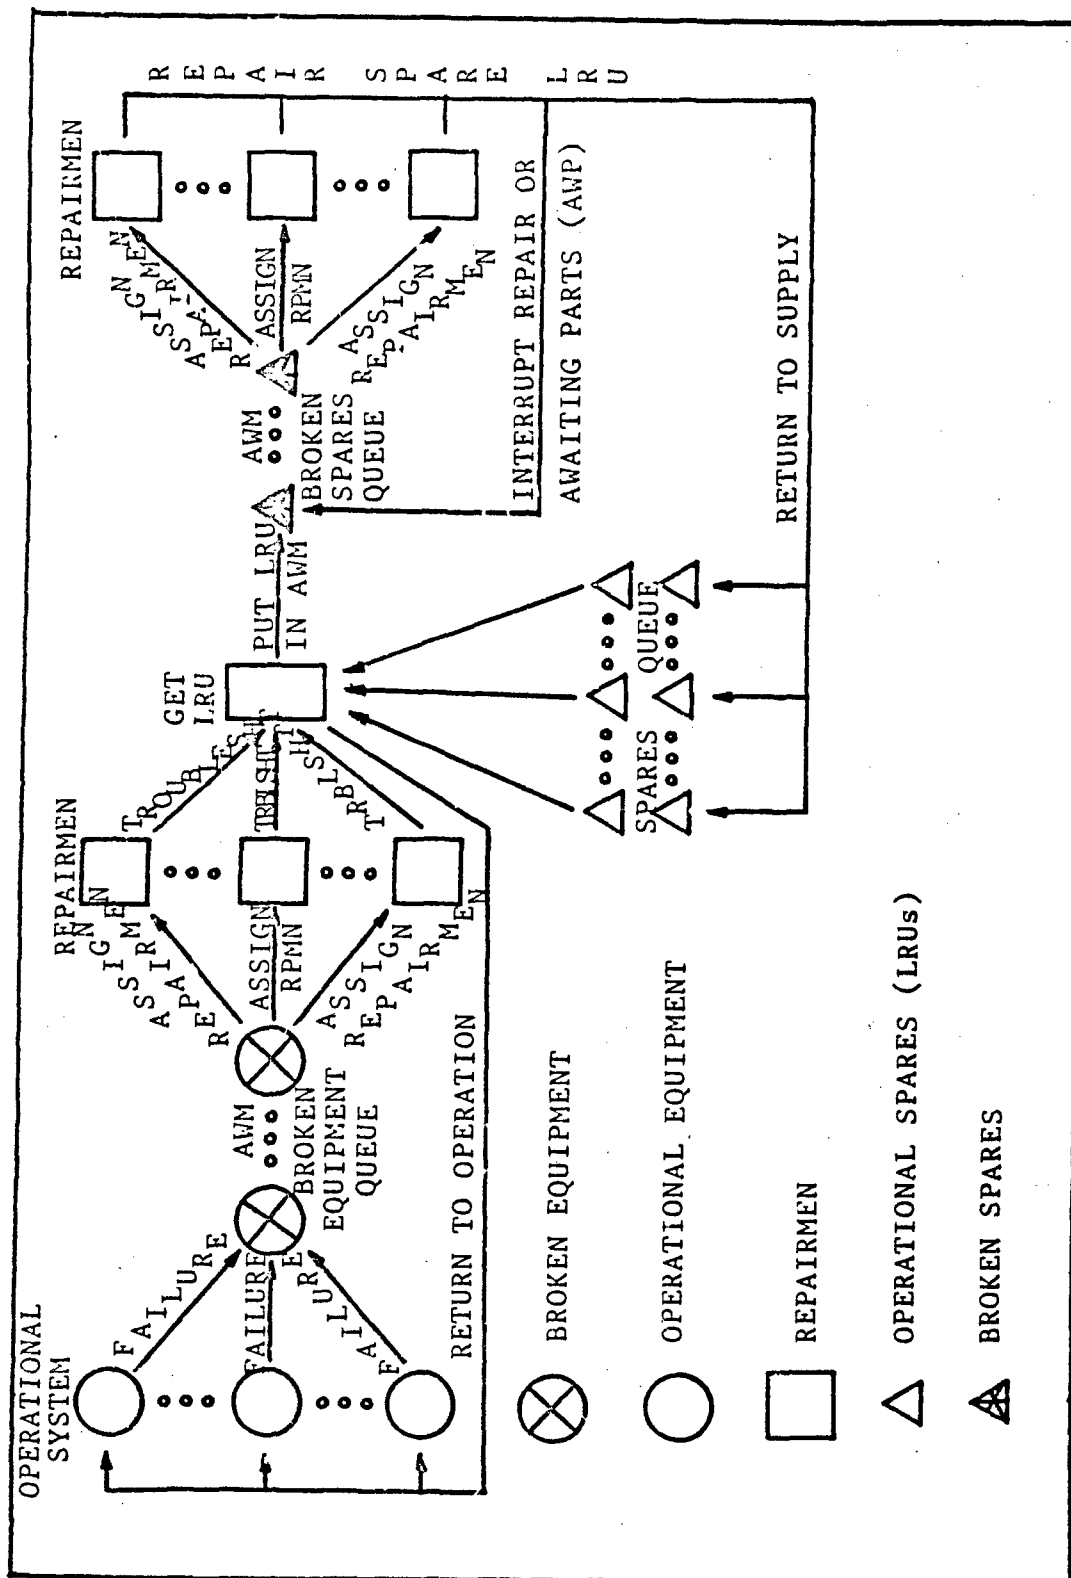 OPERATIONAL
SYSTEM
FAILURE
FAILURE
FAILURE
AWM
BROKEN
EQUIPMENT
QUEUE
RETURN TO OPERATION
REPAIRMEN
ASSIGN
REPAIRMEN
ASSIGN
RPMN
ASSIGN
REPAIRMEN
TROUBLESHT
TRBLSHT
TRBLSHT
GET
LRU
PUT LRU
IN AWM
AWM
BROKEN
SPARES
QUEUE
REPAIRMEN
ASSIGN
REPAIRMEN
ASSIGN
RPMN
ASSIGN
REPAIRMEN
REPAIR SPARE LRU
INTERRUPT REPAIR OR
AWAITING PARTS (AWP)
SPARES QUEUE
RETURN TO SUPPLY
BROKEN EQUIPMENT
OPERATIONAL EQUIPMENT
REPAIRMEN
OPERATIONAL SPARES (LRUs)
BROKEN SPARES